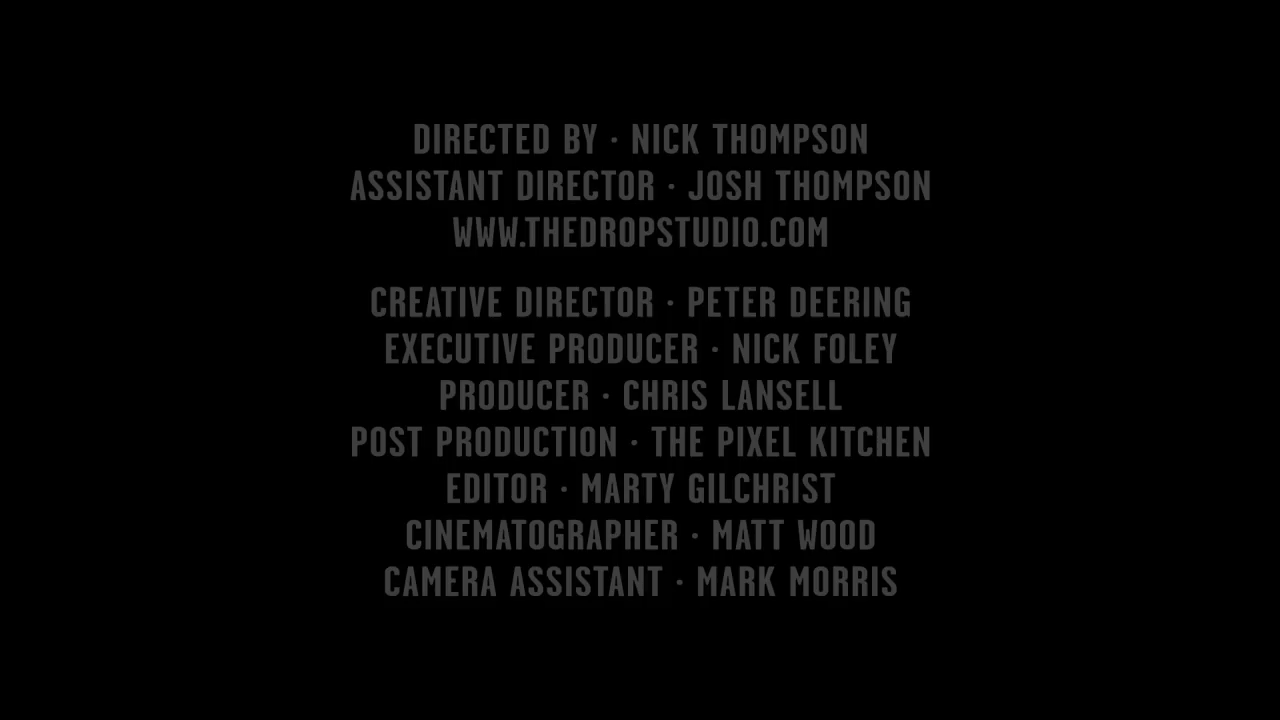 DIRECTED BY · NICK THOMPSON
ASSISTANT DIRECTOR · JOSH THOMPSON
WWW.THEDROPSTUDIO.COM
CREATIVE DIRECTOR · PETER DEERING
EXECUTIVE PRODUCER · NICK FOLEY
PRODUCER · CHRIS LANSELL
POST PRODUCTION · THE PIXEL KITCHEN
EDITOR · MARTY GILCHRIST
CINEMATOGRAPHER · MATT WOOD
CAMERA ASSISTANT · MARK MORRIS